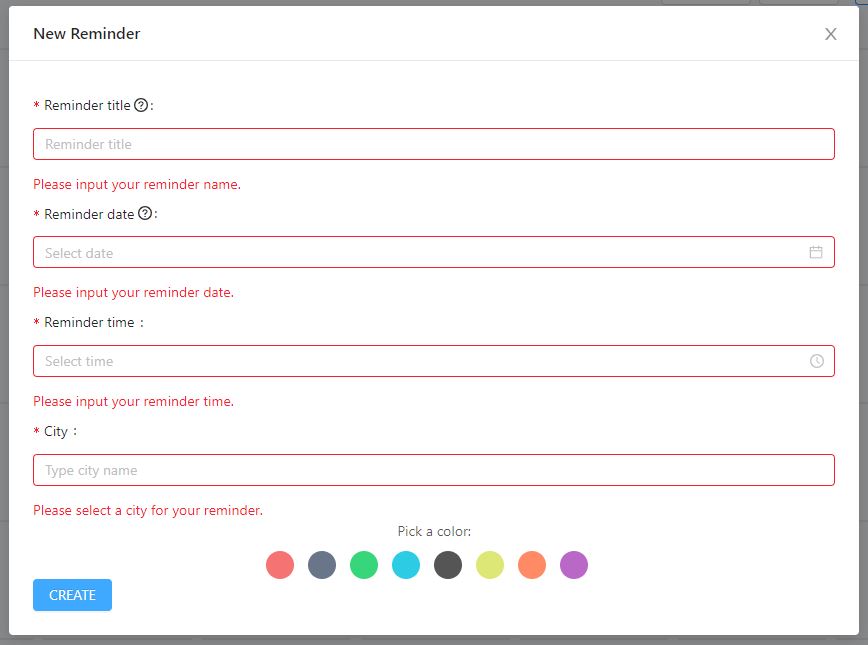 New Reminder
* Reminder title ?:
Reminder title
Please input your reminder name.
* Reminder date ?:
Select date
Please input your reminder date.
* Reminder time :
Select time
Please input your reminder time.
* City :
Type city name
Please select a city for your reminder.
Pick a color:
CREATE